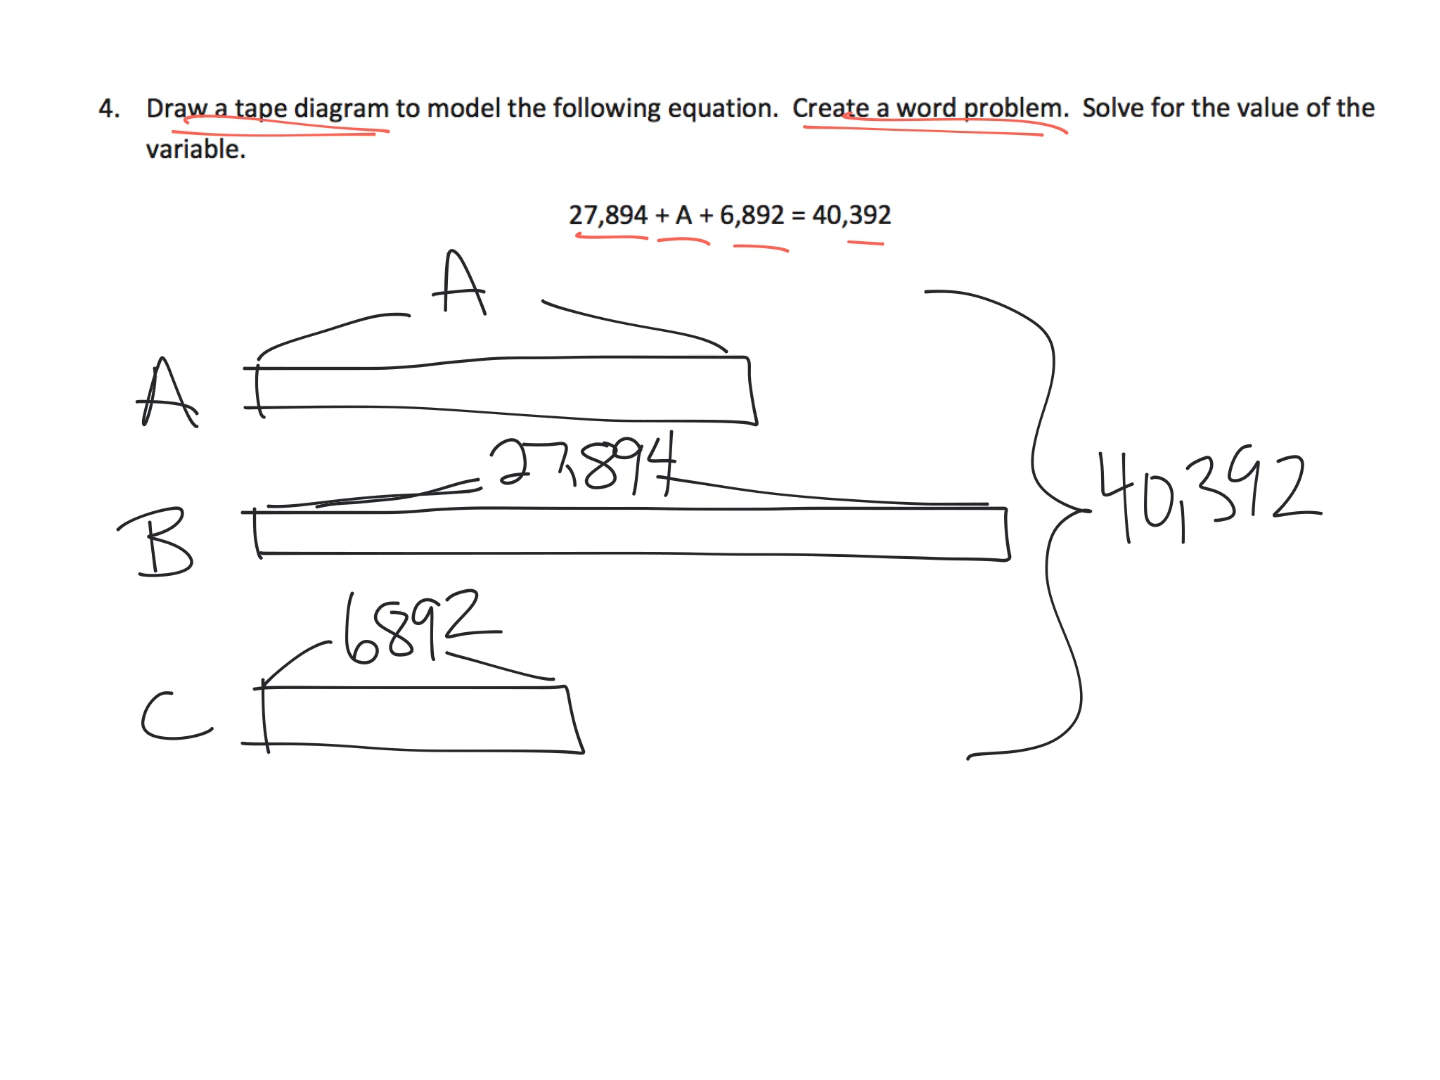 4. Draw a tape diagram to model the following equation. Create a word problem. Solve for the value of the
variable.
27,894 + A + 6,892 = 40,392
A
A
27,894
B
40,392
6892
C